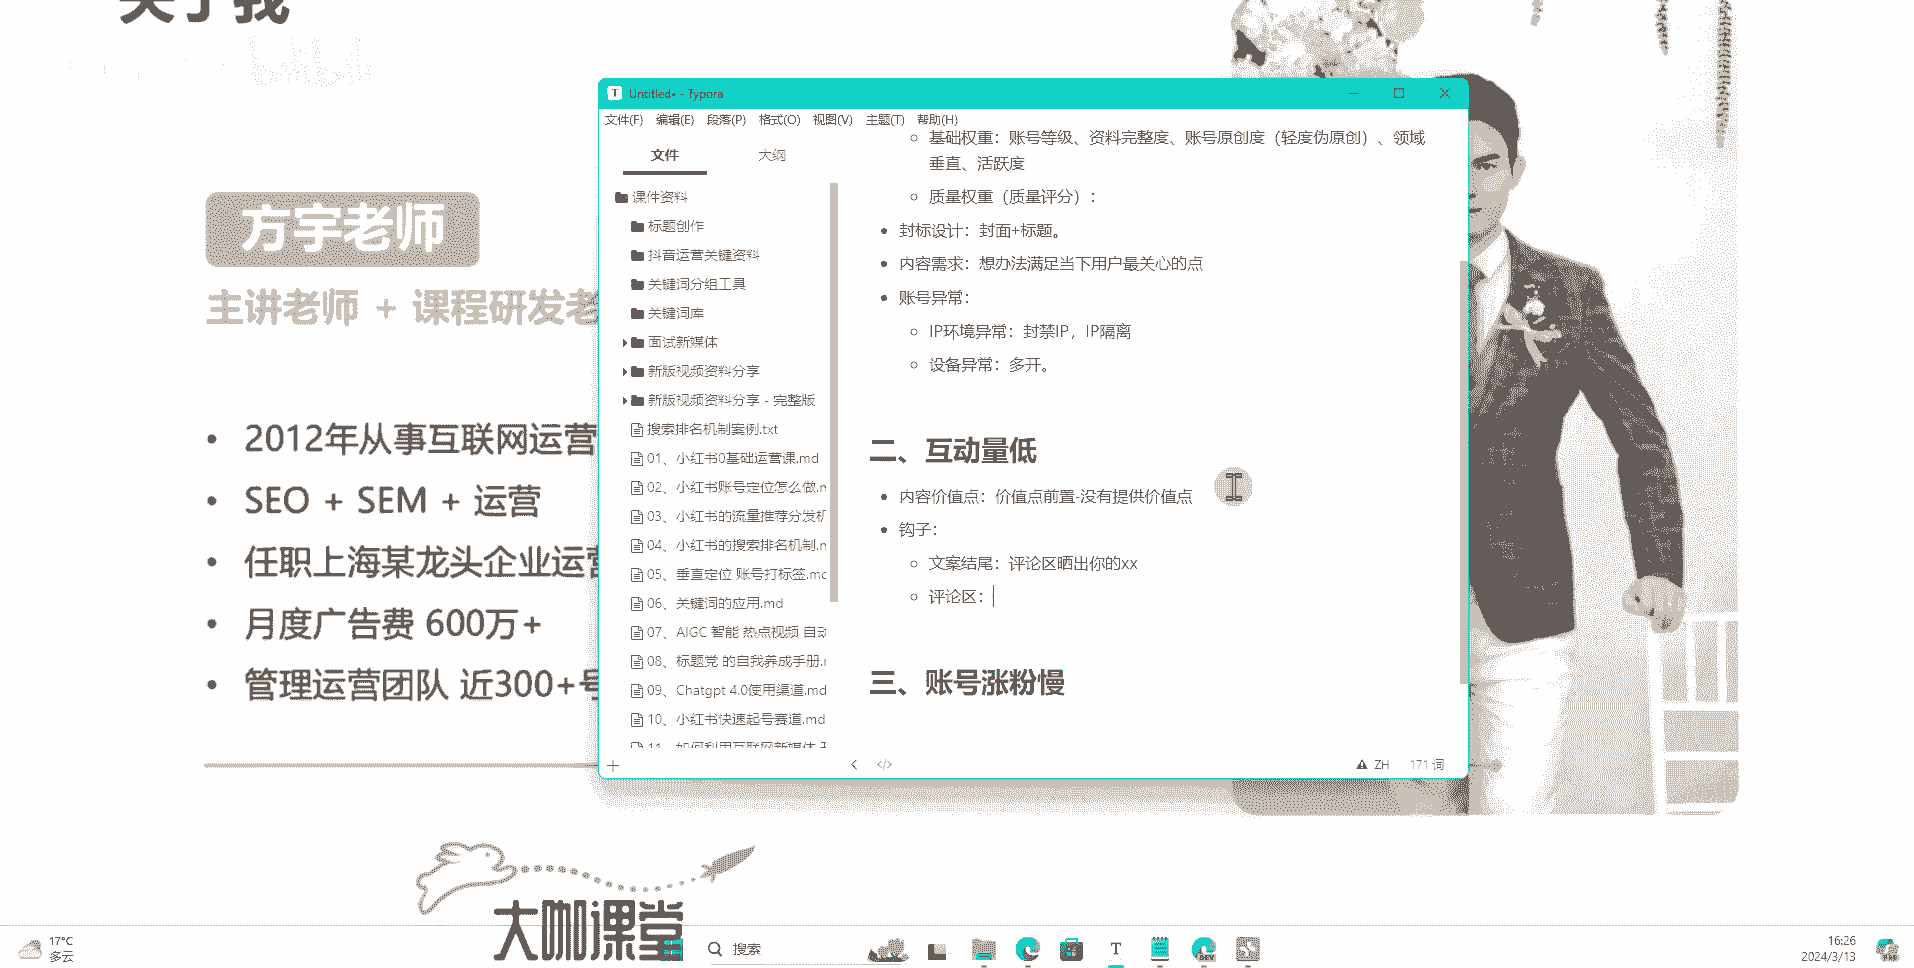 关于我
bilibili
方宇老师
主讲老师 + 课程研发老
• 2012年从事互联网运营
• SEO + SEM + 运营
• 任职上海某龙头企业运营
• 月度广告费 600万+
• 管理运营团队 近300+号
Untitled• - Typora
文件(F) 编辑(E) 段落(P) 格式(O) 视图(V) 主题(T) 帮助(H)
文件 大纲
课件资料
标题创作
抖音运营关键资料
关键词分组工具
关键词库
面试新媒体
新版视频资料分享
新版视频资料分享 - 完整版
搜索排名机制案例.txt
01、小红书0基础运营课.md
02、小红书账号定位怎么做.m
03、小红书的流量推荐分发机
04、小红书的搜索排名机制.m
05、垂直定位 账号打标签.mc
06、关键词的应用.md
07、AIGC 智能 热点视频 自动
08、标题党 的自我养成手册.r
09、Chatgpt 4.0使用渠道.md
10、小红书快速起号赛道.md
11、如何利用互联网新媒体
基础权重：账号等级、资料完整度、账号原创度（轻度伪原创）、领域
垂直、活跃度
质量权重（质量评分）：
• 封标设计：封面+标题。
• 内容需求：想办法满足当下用户最关心的点
• 账号异常：
IP环境异常：封禁IP，IP隔离
设备异常：多开。
二、互动量低
• 内容价值点：价值点前置-没有提供价值点
• 钩子：
文案结尾：评论区晒出你的xx
评论区：
三、账号涨粉慢
ZH 171 词
大咖课堂
17°C
多云
搜索
T
DEV
16:26
2024/3/13